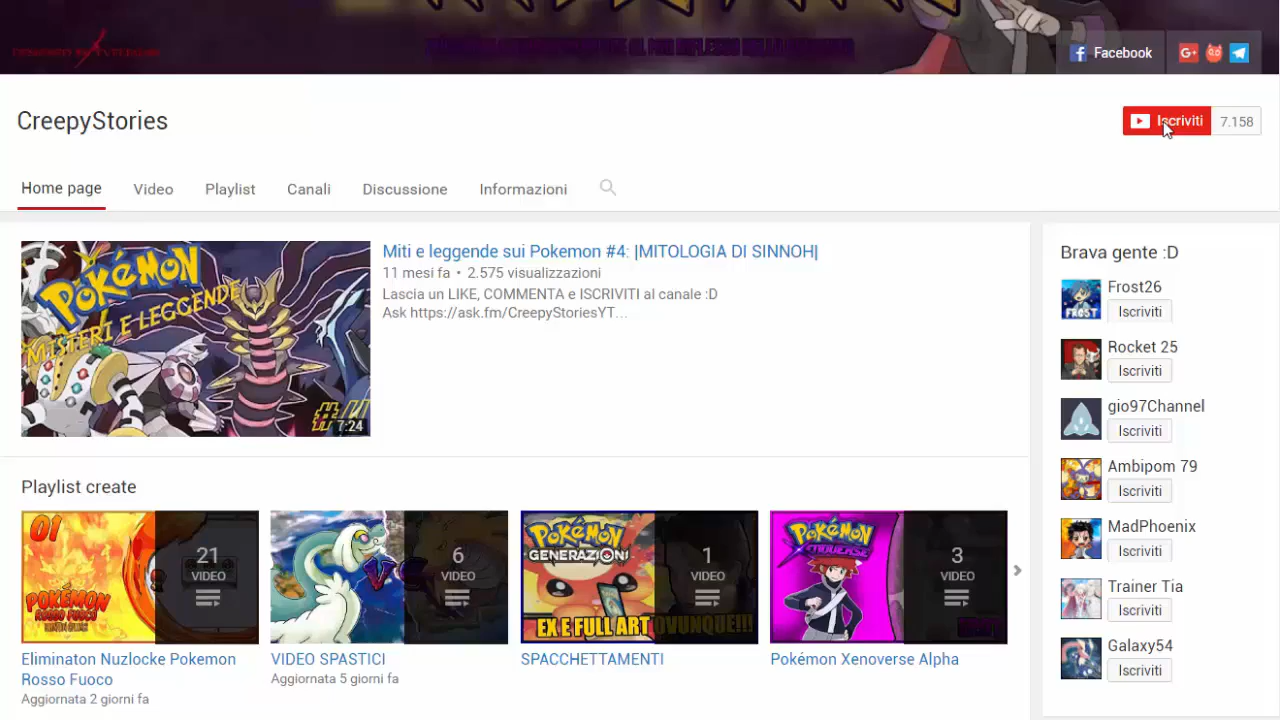 Facebook
G+
CreepyStories
Iscriviti 7.158
Home page Video Playlist Canali Discussione Informazioni
Miti e leggende sui Pokemon #4: |MITOLOGIA DI SINNOH|
11 mesi fa • 2.575 visualizzazioni
Lascia un LIKE, COMMENTA e ISCRIVITI al canale :D
Ask https://ask.fm/CreepyStoriesYT...
POKÉMON
MISTERI E LEGGENDE
#4
7:24
Brava gente :D
Frost26
Iscriviti
FROST
Rocket 25
Iscriviti
gio97Channel
Iscriviti
Ambipom 79
Iscriviti
MadPhoenix
Iscriviti
Trainer Tia
Iscriviti
Galaxy54
Iscriviti
Playlist create
01
POKÉMON
ROSSO FUOCO
21
VIDEO
Eliminaton Nuzlocke Pokemon
Rosso Fuoco
Aggiornata 2 giorni fa
6
VIDEO
VIDEO SPASTICI
Aggiornata 5 giorni fa
POKÉMON
GENERAZIONI
EX E FULL ART OVUNQUE!!!
1
VIDEO
SPACCHETTAMENTI
POKÉMON
XENOVERSE
3
VIDEO
Pokémon Xenoverse Alpha